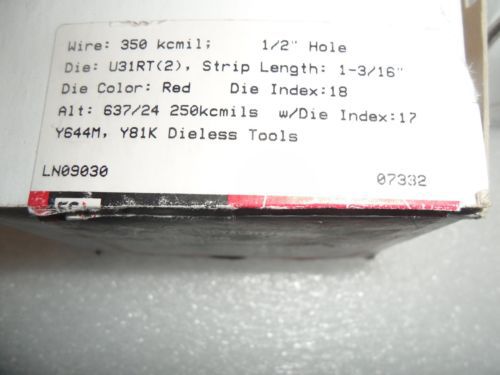 Wire: 350 kcmil; 1/2" Hole
Die: U31RT(2), Strip Length: 1-3/16"
Die Color: Red Die Index:18
Alt: 637/24 250kcmils w/Die Index:17
Y644M, Y81K Dieless Tools
LN09030 07332